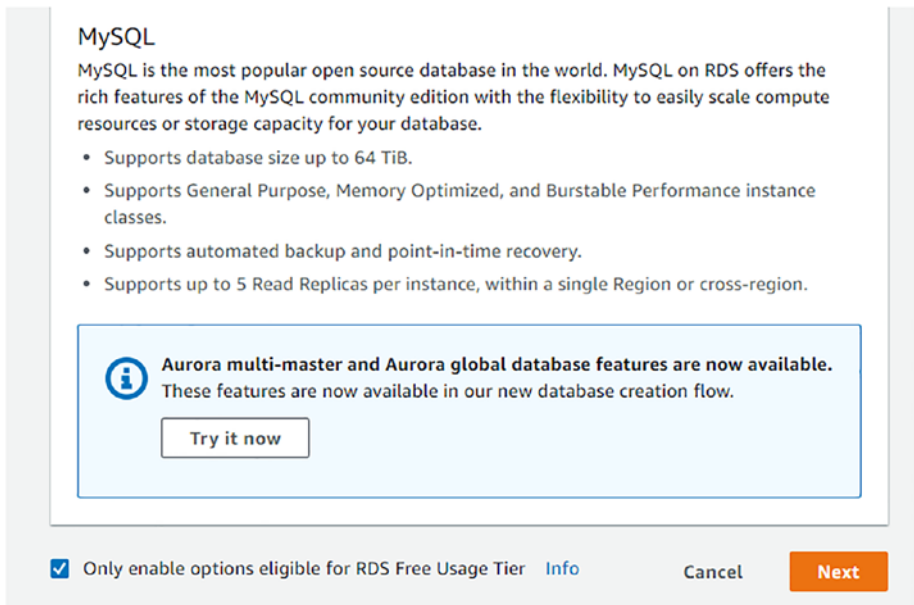 MySQL
MySQL is the most popular open source database in the world. MySQL on RDS offers the
rich features of the MySQL community edition with the flexibility to easily scale compute
resources or storage capacity for your database.
• Supports database size up to 64 TiB.
• Supports General Purpose, Memory Optimized, and Burstable Performance instance
classes.
• Supports automated backup and point-in-time recovery.
• Supports up to 5 Read Replicas per instance, within a single Region or cross-region.
Aurora multi-master and Aurora global database features are now available.
These features are now available in our new database creation flow.
Try it now
Only enable options eligible for RDS Free Usage Tier Info Cancel Next